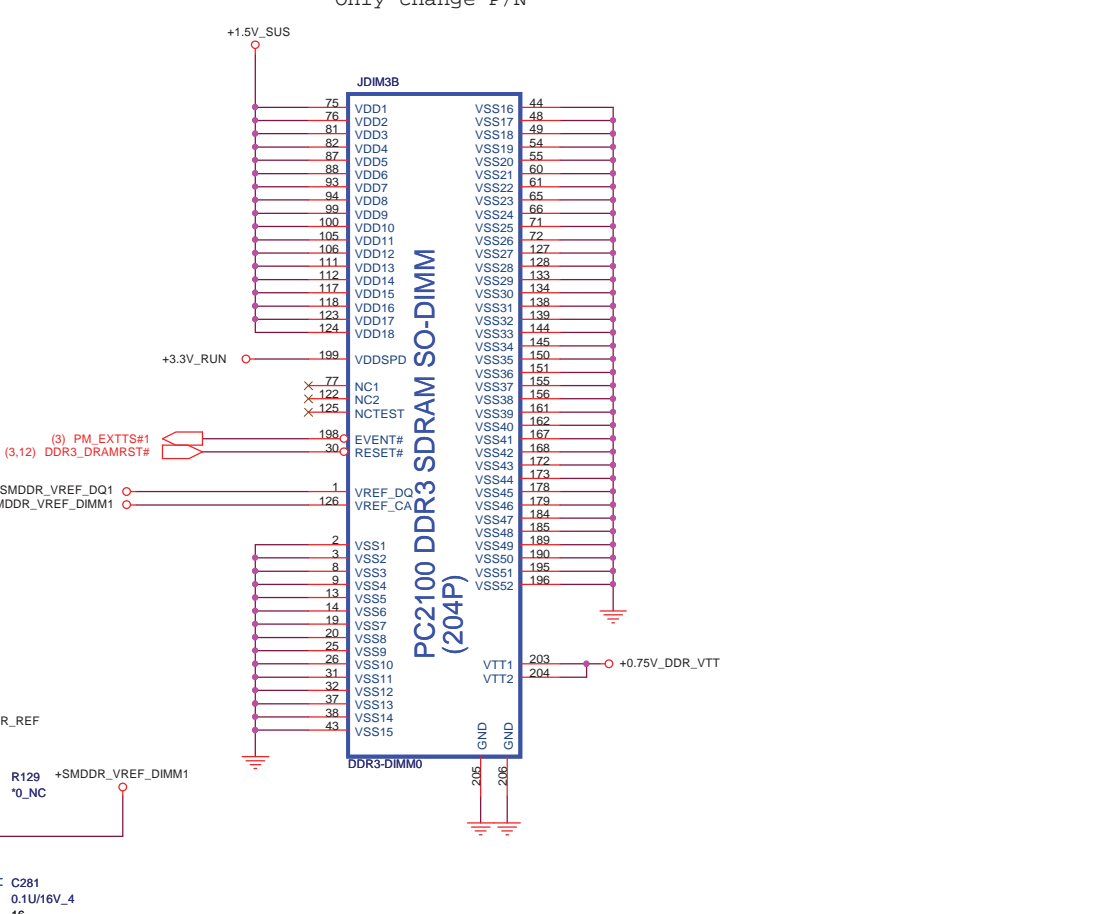 Only change P/N
+1.5V_SUS
JDIM3B
75 VDD1 VSS16 44
76 VDD2 VSS17 48
81 VDD3 VSS18 49
82 VDD4 VSS19 54
87 VDD5 VSS20 55
88 VDD6 VSS21 60
93 VDD7 VSS22 61
94 VDD8 VSS23 65
99 VDD9 VSS24 66
100 VDD10 VSS25 71
105 VDD11 VSS26 72
106 VDD12 VSS27 127
111 VDD13 VSS28 128
112 VDD14 VSS29 133
117 VDD15 VSS30 134
118 VDD16 VSS31 138
123 VDD17 VSS32 139
124 VDD18 VSS33 144
VSS34 145
+3.3V_RUN 199 VDDSPD VSS35 150
VSS36 151
77 NC1 VSS37 155
122 NC2 VSS38 156
125 NCTEST VSS39 161
VSS40 162
(3) PM_EXTTS#1 198 EVENT# VSS41 167
(3,12) DDR3_DRAMRST# 30 RESET# VSS42 168
VSS43 172
VSS44 173
SMDDR_VREF_DQ1 1 VREF_DQ VSS45 178
MDDR_VREF_DIMM1 126 VREF_CA VSS46 179
VSS47 184
VSS48 185
2 VSS1 VSS49 189
3 VSS2 VSS50 190
8 VSS3 VSS51 195
9 VSS4 VSS52 196
13 VSS5
14 VSS6
19 VSS7
20 VSS8
25 VSS9
26 VSS10 VTT1 203 +0.75V_DDR_VTT
31 VSS11 VTT2 204
32 VSS12
37 VSS13
38 VSS14
43 VSS15
PC2100 DDR3 SDRAM SO-DIMM
(204P)
GND GND
205 206
DDR3-DIMM0
R_REF
R129 +SMDDR_VREF_DIMM1
*0_NC
C281
0.1U/16V_4